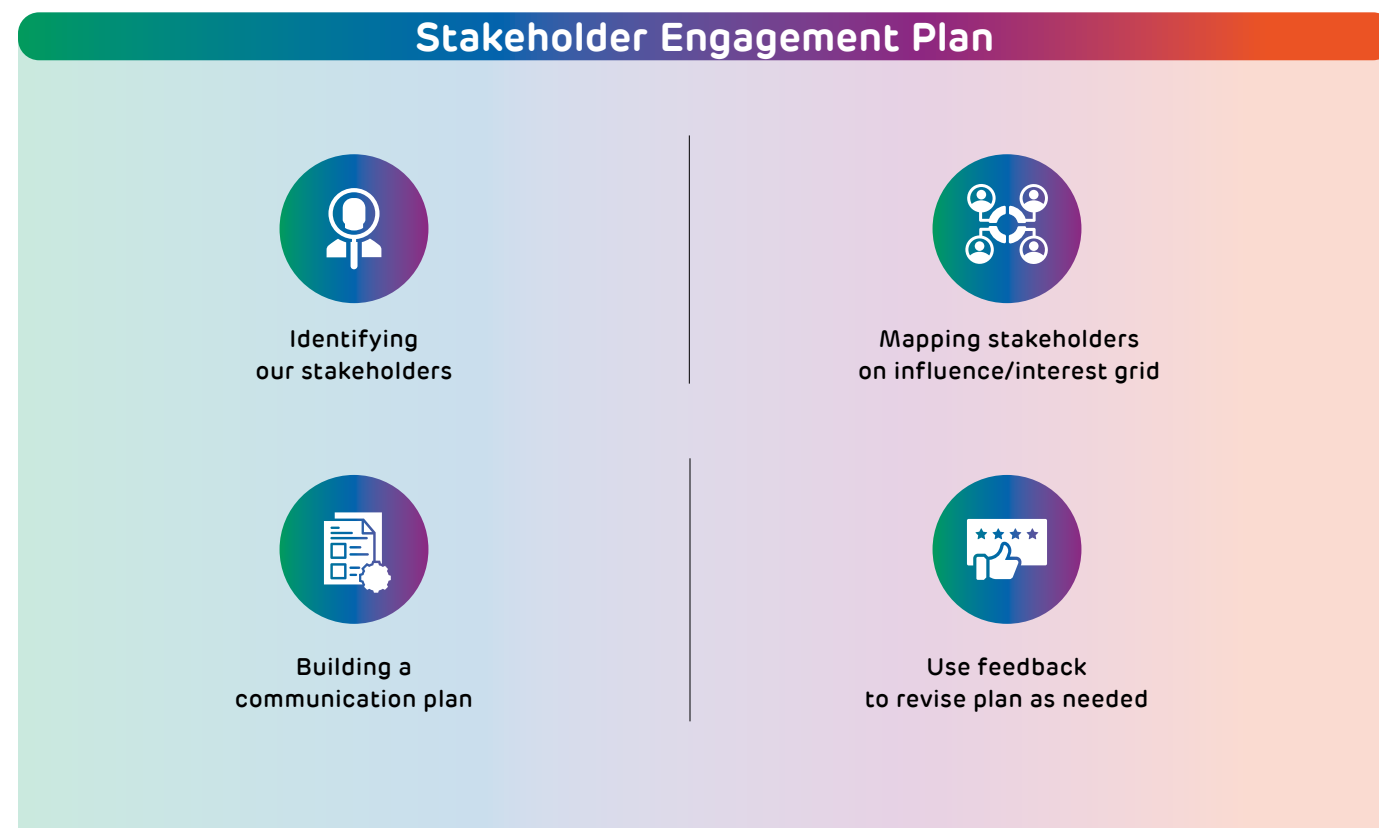 Stakeholder Engagement Plan
Identifying
our stakeholders
Mapping stakeholders
on influence/interest grid
Building a
communication plan
Use feedback
to revise plan as needed